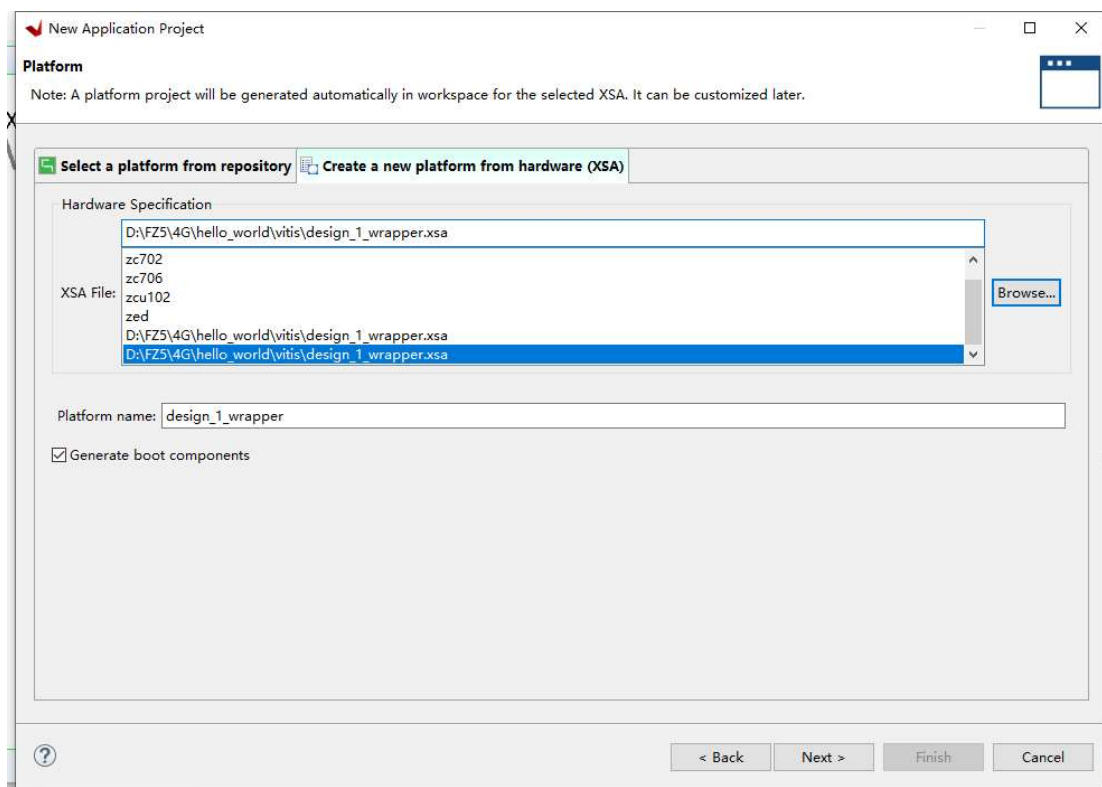 New Application Project
Platform
Note: A platform project will be generated automatically in workspace for the selected XSA. It can be customized later.
Select a platform from repository Create a new platform from hardware (XSA)
Hardware Specification
D:\FZ5\4G\hello_world\vitis\design_1_wrapper.xsa
zc702
zc706
XSA File: zcu102 Browse...
zed
D:\FZ5\4G\hello_world\vitis\design_1_wrapper.xsa
D:\FZ5\4G\hello_world\vitis\design_1_wrapper.xsa
Platform name: design_1_wrapper
Generate boot components
< Back Next > Finish Cancel